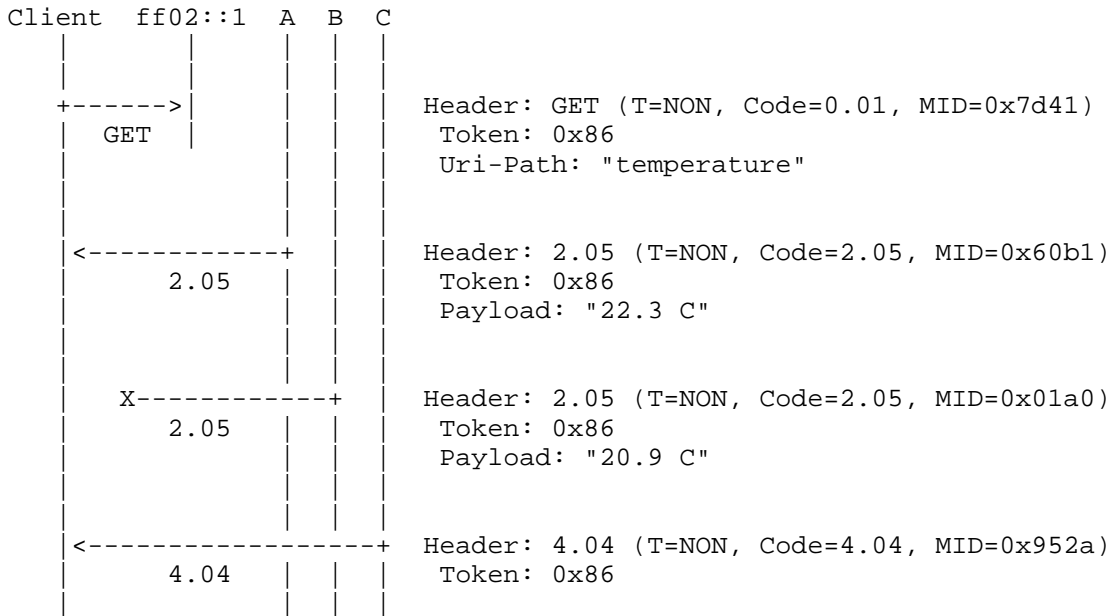 Client ff02::1 A B C
Header: GET (T=NON, Code=0.01, MID=0x7d41)
GET Token: 0x86
Uri-Path: "temperature"
Header: 2.05 (T=NON, Code=2.05, MID=0x60b1)
2.05 Token: 0x86
Payload: "22.3 C"
X Header: 2.05 (T=NON, Code=2.05, MID=0x01a0)
2.05 Token: 0x86
Payload: "20.9 C"
Header: 4.04 (T=NON, Code=4.04, MID=0x952a)
4.04 Token: 0x86